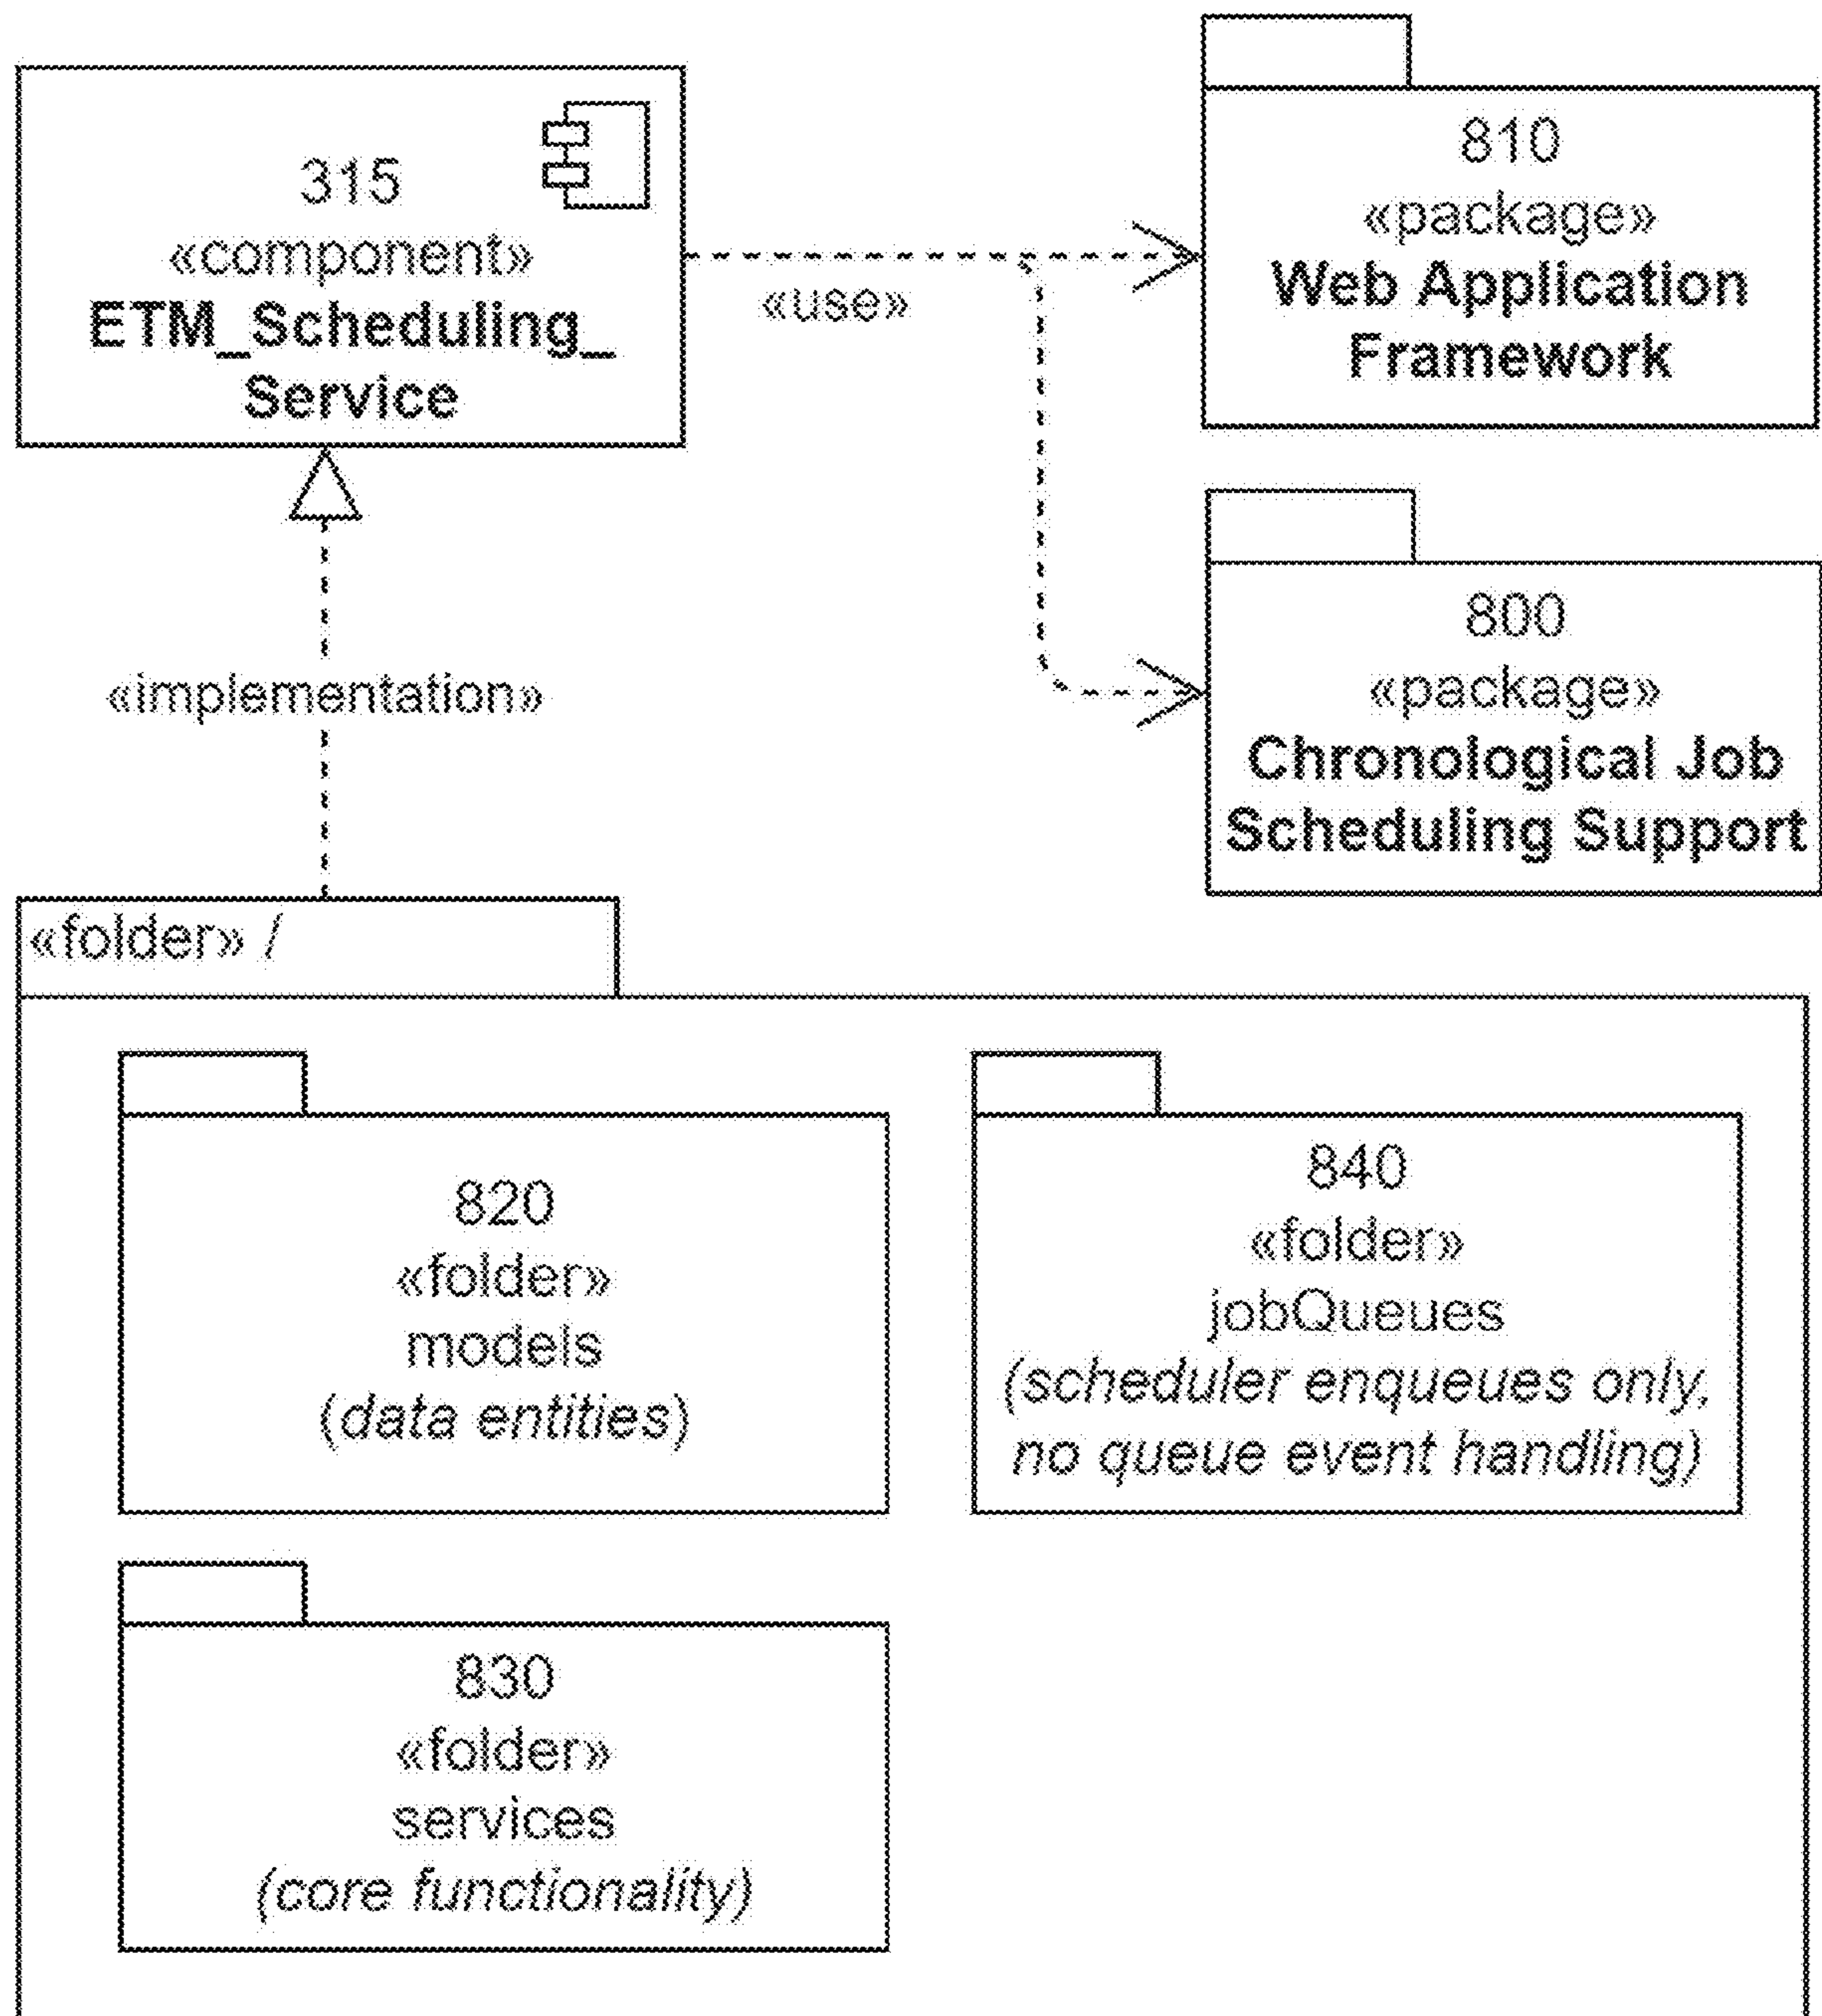 315
«component»
ETM_Scheduling_
Service
«use»
810
«package»
Web Application
Framework
800
«package»
Chronological Job
Scheduling Support
«implementation»
«folder» /
820
«folder»
models
(data entities)
840
«folder»
jobQueues
(scheduler enqueues only,
no queue event handling)
830
«folder»
services
(core functionality)